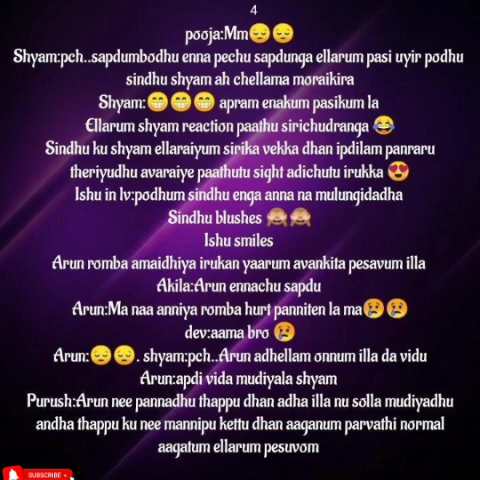 4
pooja:Mm😔😔
Shyam:pch..sapdumbodhu enna pechu sapdunga ellarum pasi uyir podhu
sindhu shyam ah chellama moraikira
Shyam:😁😁😁 apram enakum pasikum la
Ellarum shyam reaction paathu sirichudranga 😂
Sindhu ku shyam ellaraiyum sirika vekka dhan ipdilam panraru
theriyudhu avaraiye paathutu sight adichutu irukka 😍
Ishu in lv:podhum sindhu enga anna na mulungidadha
Sindhu blushes 🙈🙈
Ishu smiles
Arun romba amaidhiya irukan yaarum avankita pesavum illa
Akila:Arun ennachu sapdu
Arun:Ma naa anniya romba hurt panniten la ma😢😢
dev:aama bro 😢
Arun:😔😔. shyam:pch..Arun adhellam onnum illa da vidu
Arun:apdi vida mudiyala shyam
Purush:Arun nee pannadhu thappu dhan adha illa nu solla mudiyadhu
andha thappu ku nee mannipu kettu dhan aaganum parvathi normal
aagatum ellarum pesuvom
SUBSCRIBE